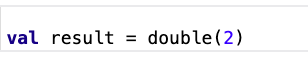 val result = double(2)